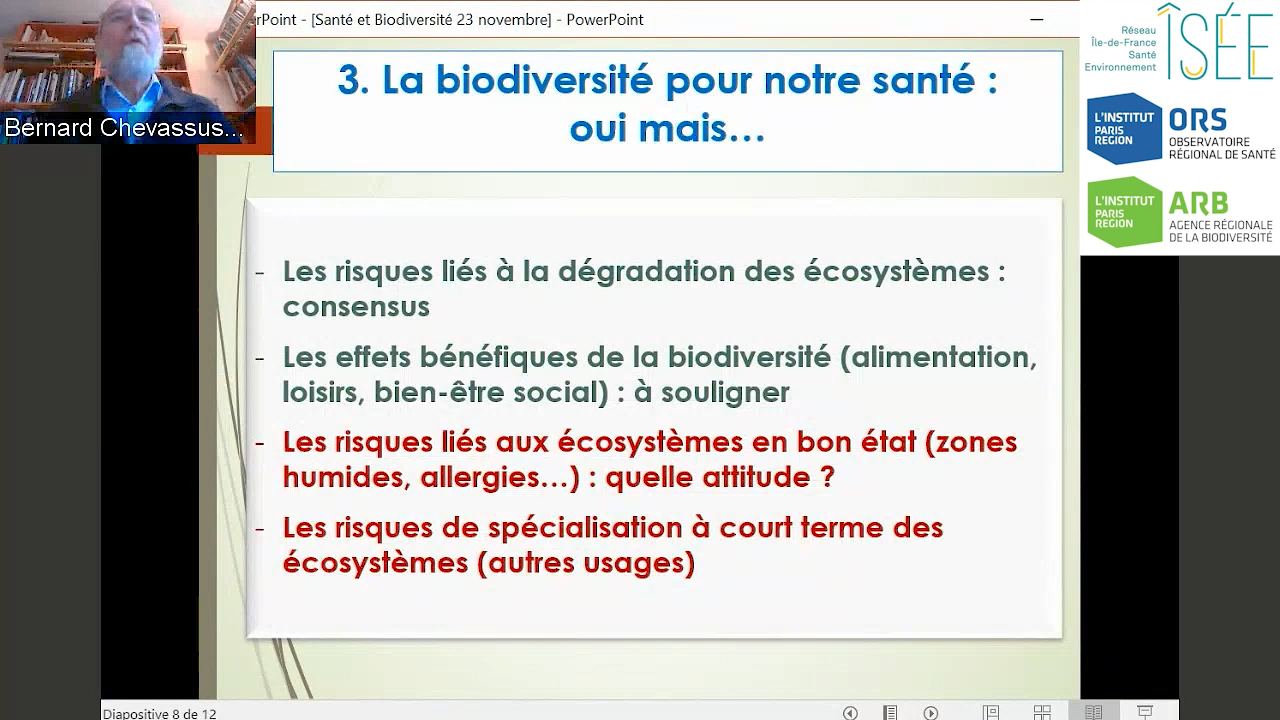 erPoint - [Santé et Biodiversité 23 novembre] - PowerPoint
Bernard Chevassus...
3. La biodiversité pour notre santé :
oui mais...
- Les risques liés à la dégradation des écosystèmes :
consensus
- Les effets bénéfiques de la biodiversité (alimentation,
loisirs, bien-être social) : à souligner
- Les risques liés aux écosystèmes en bon état (zones
humides, allergies...) : quelle attitude ?
- Les risques de spécialisation à court terme des
écosystèmes (autres usages)
Réseau
Île-de-France
Santé
Environnement
ÎSÉE
L'INSTITUT
PARIS
REGION
ORS
OBSERVATOIRE
RÉGIONAL DE SANTÉ
L'INSTITUT
PARIS
REGION
ARB
AGENCE RÉGIONALE
DE LA BIODIVERSITÉ
Diapositive 8 de 12